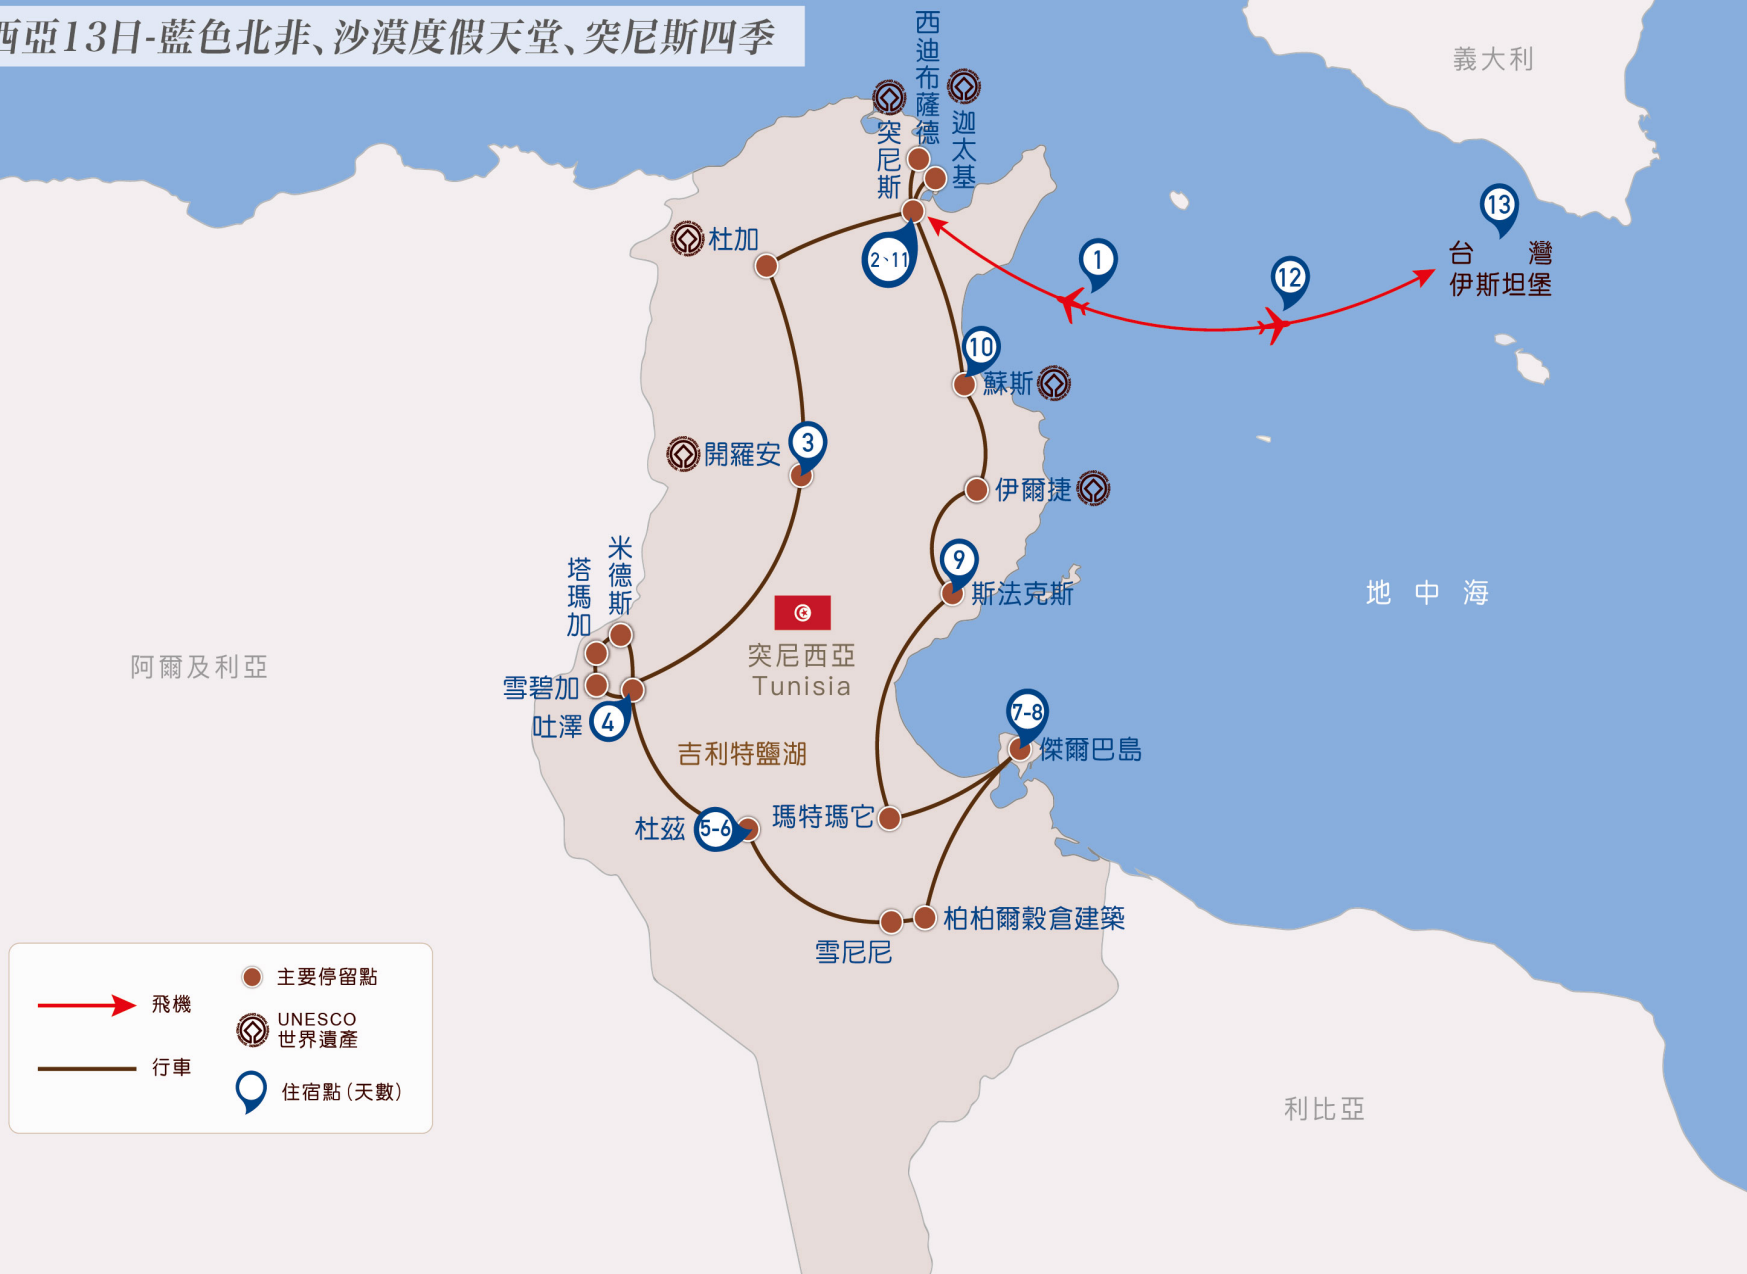 西亞13日-藍色北非、沙漠度假天堂、突尼斯四季
西迪布薩德
迦太基
突尼斯
義大利
杜加
2、11
1
12
13
台灣
伊斯坦堡
10
蘇斯
3
開羅安
伊爾捷
9
斯法克斯
米德斯
塔瑪加
地中海
突尼西亞
Tunisia
阿爾及利亞
雪碧加
吐澤
4
吉利特鹽湖
7-8
傑爾巴島
杜茲
5-6
瑪特瑪它
柏柏爾穀倉建築
雪尼尼
利比亞
飛機
行車
主要停留點
UNESCO
世界遺產
住宿點(天數)